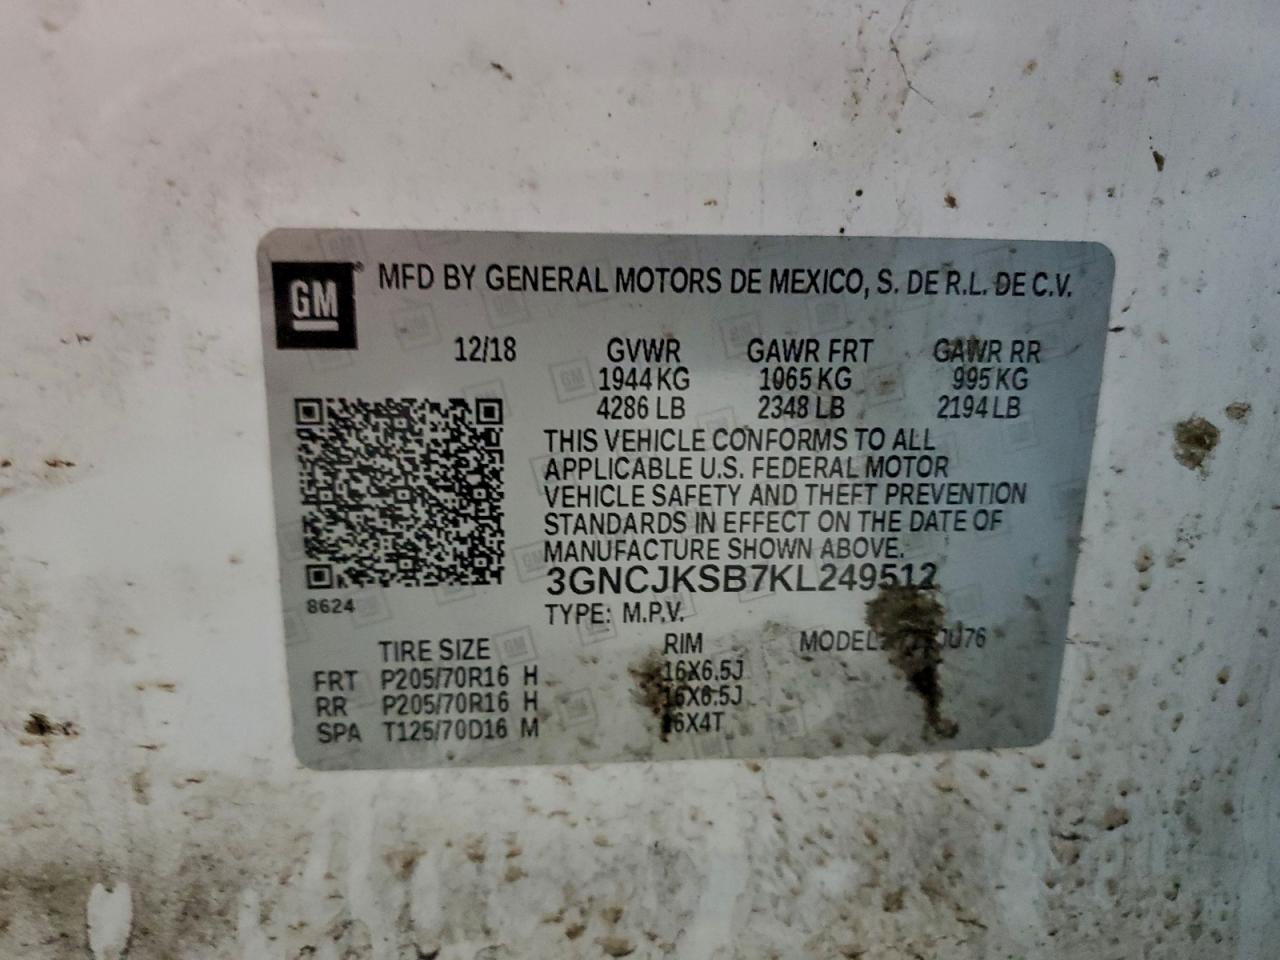 GM® MFD BY GENERAL MOTORS DE MEXICO, S. DE R.L. DE C.V.
12/18 GVWR GAWR FRT GAWR RR
1944 KG 1065 KG 995 KG
4286 LB 2348 LB 2194 LB
THIS VEHICLE CONFORMS TO ALL
APPLICABLE U.S. FEDERAL MOTOR
VEHICLE SAFETY AND THEFT PREVENTION
STANDARDS IN EFFECT ON THE DATE OF
MANUFACTURE SHOWN ABOVE.
3GNCJKSB7KL249512
8624
TYPE: M.P.V.
TIRE SIZE RIM MODEL:
FRT P205/70R16 H 16X6.5J
RR P205/70R16 H 16X6.5J
SPA T125/70D16 M 16X4T